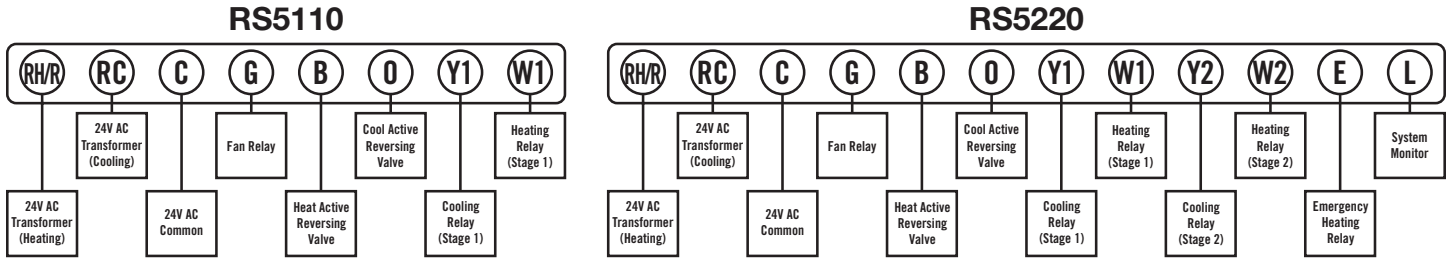 RS5110
RH/R RC C G B O Y1 W1
24V AC
Transformer
(Cooling)
Fan Relay
Cool Active
Reversing
Valve
Heating
Relay
(Stage 1)
24V AC
Transformer
(Heating)
24V AC
Common
Heat Active
Reversing
Valve
Cooling
Relay
(Stage 1)
RS5220
RH/R RC C G B O Y1 W1 Y2 W2 E L
24V AC
Transformer
(Cooling)
Fan Relay
Cool Active
Reversing
Valve
Heating
Relay
(Stage 1)
Heating
Relay
(Stage 2)
System
Monitor
24V AC
Transformer
(Heating)
24V AC
Common
Heat Active
Reversing
Valve
Cooling
Relay
(Stage 1)
Cooling
Relay
(Stage 2)
Emergency
Heating
Relay